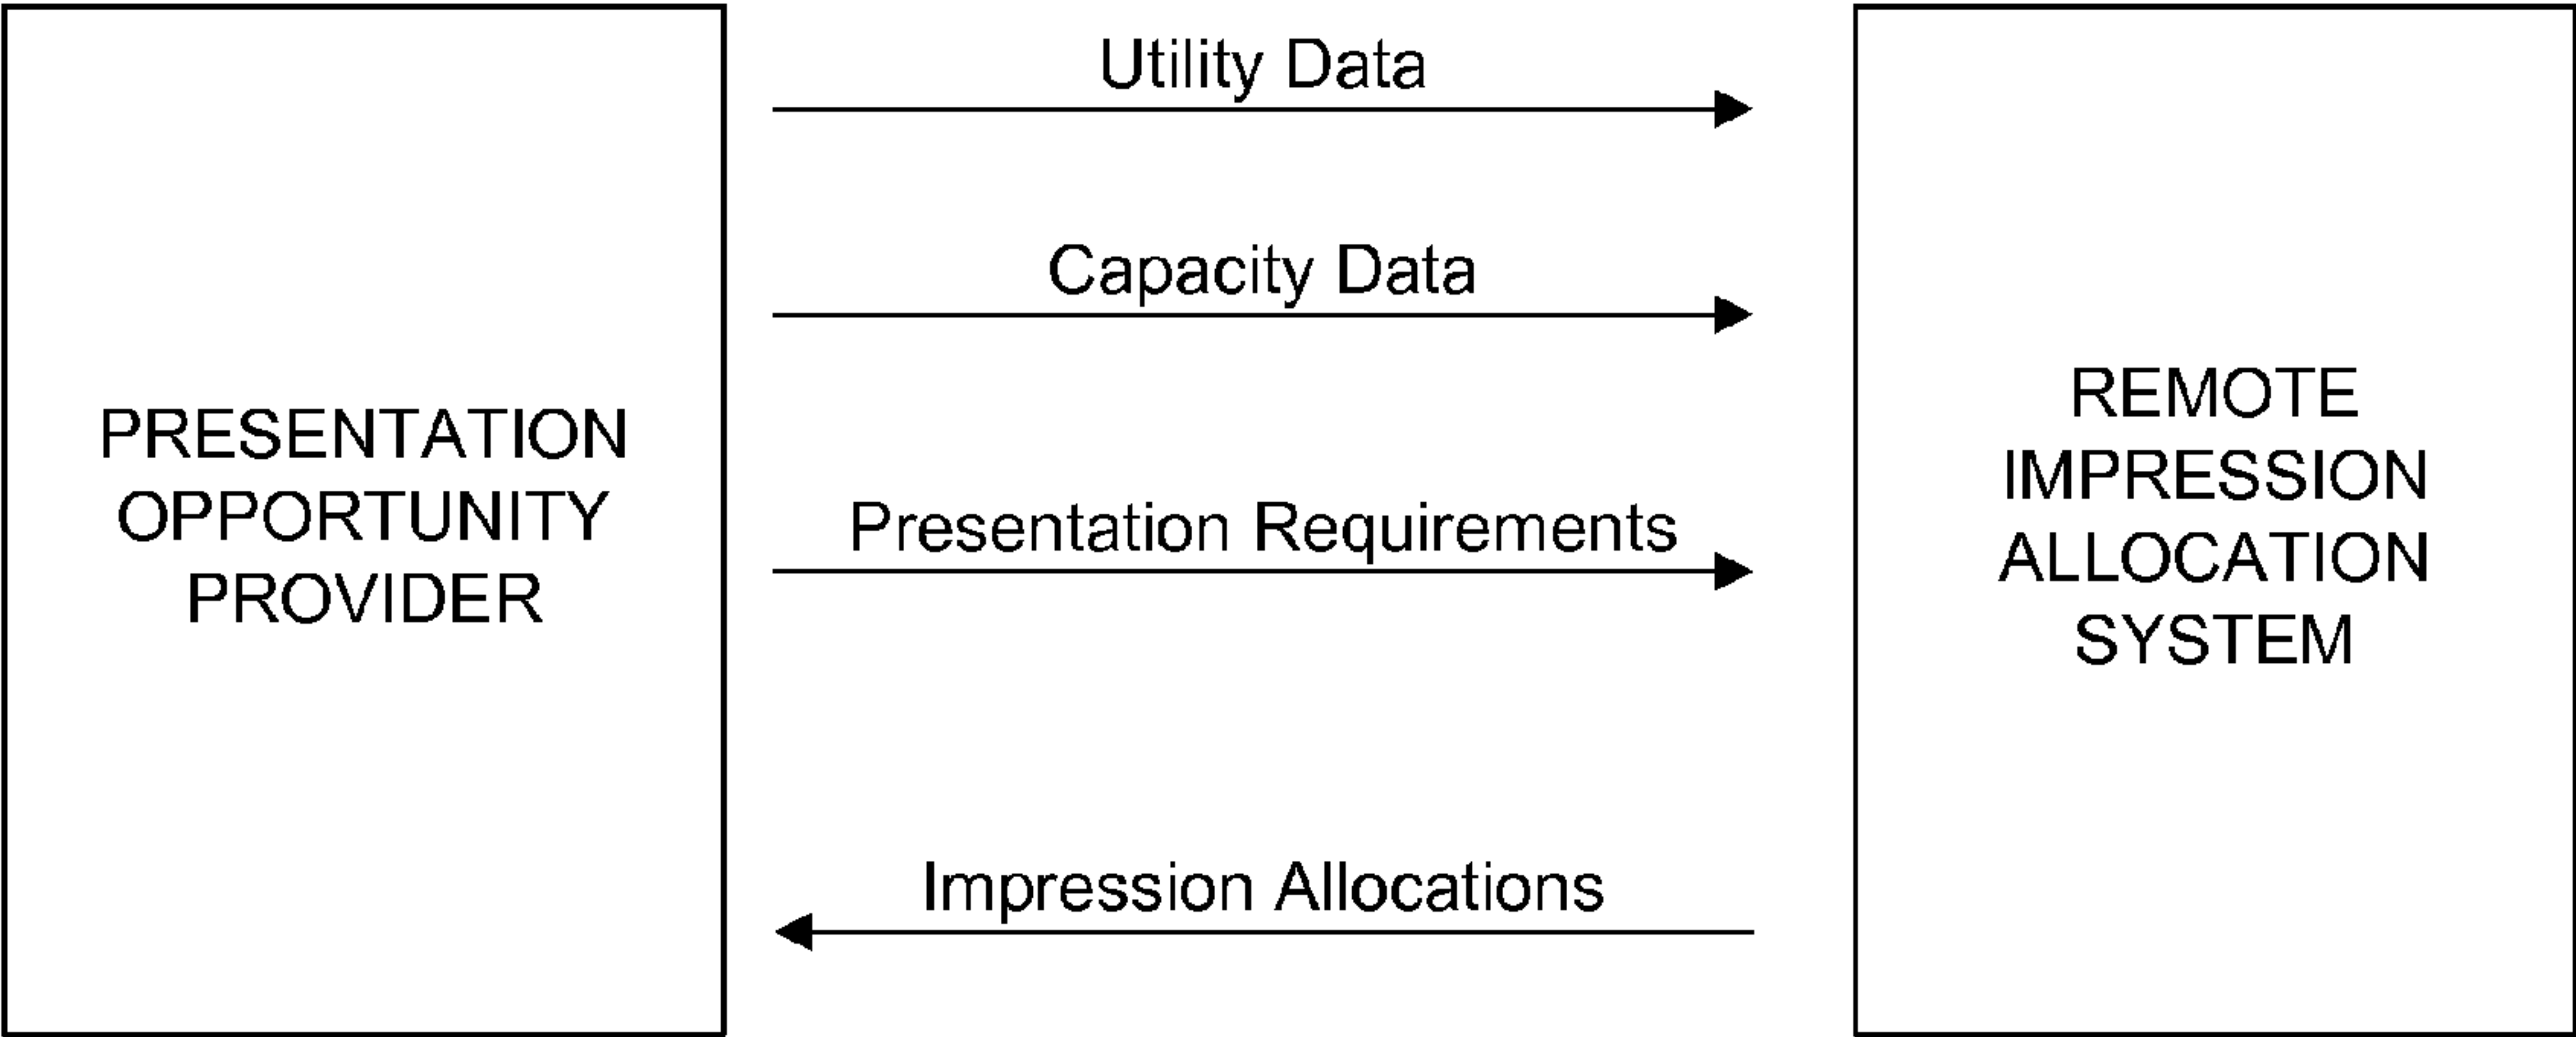 PRESENTATION
OPPORTUNITY
PROVIDER
Utility Data
Capacity Data
Presentation Requirements
Impression Allocations
REMOTE
IMPRESSION
ALLOCATION
SYSTEM